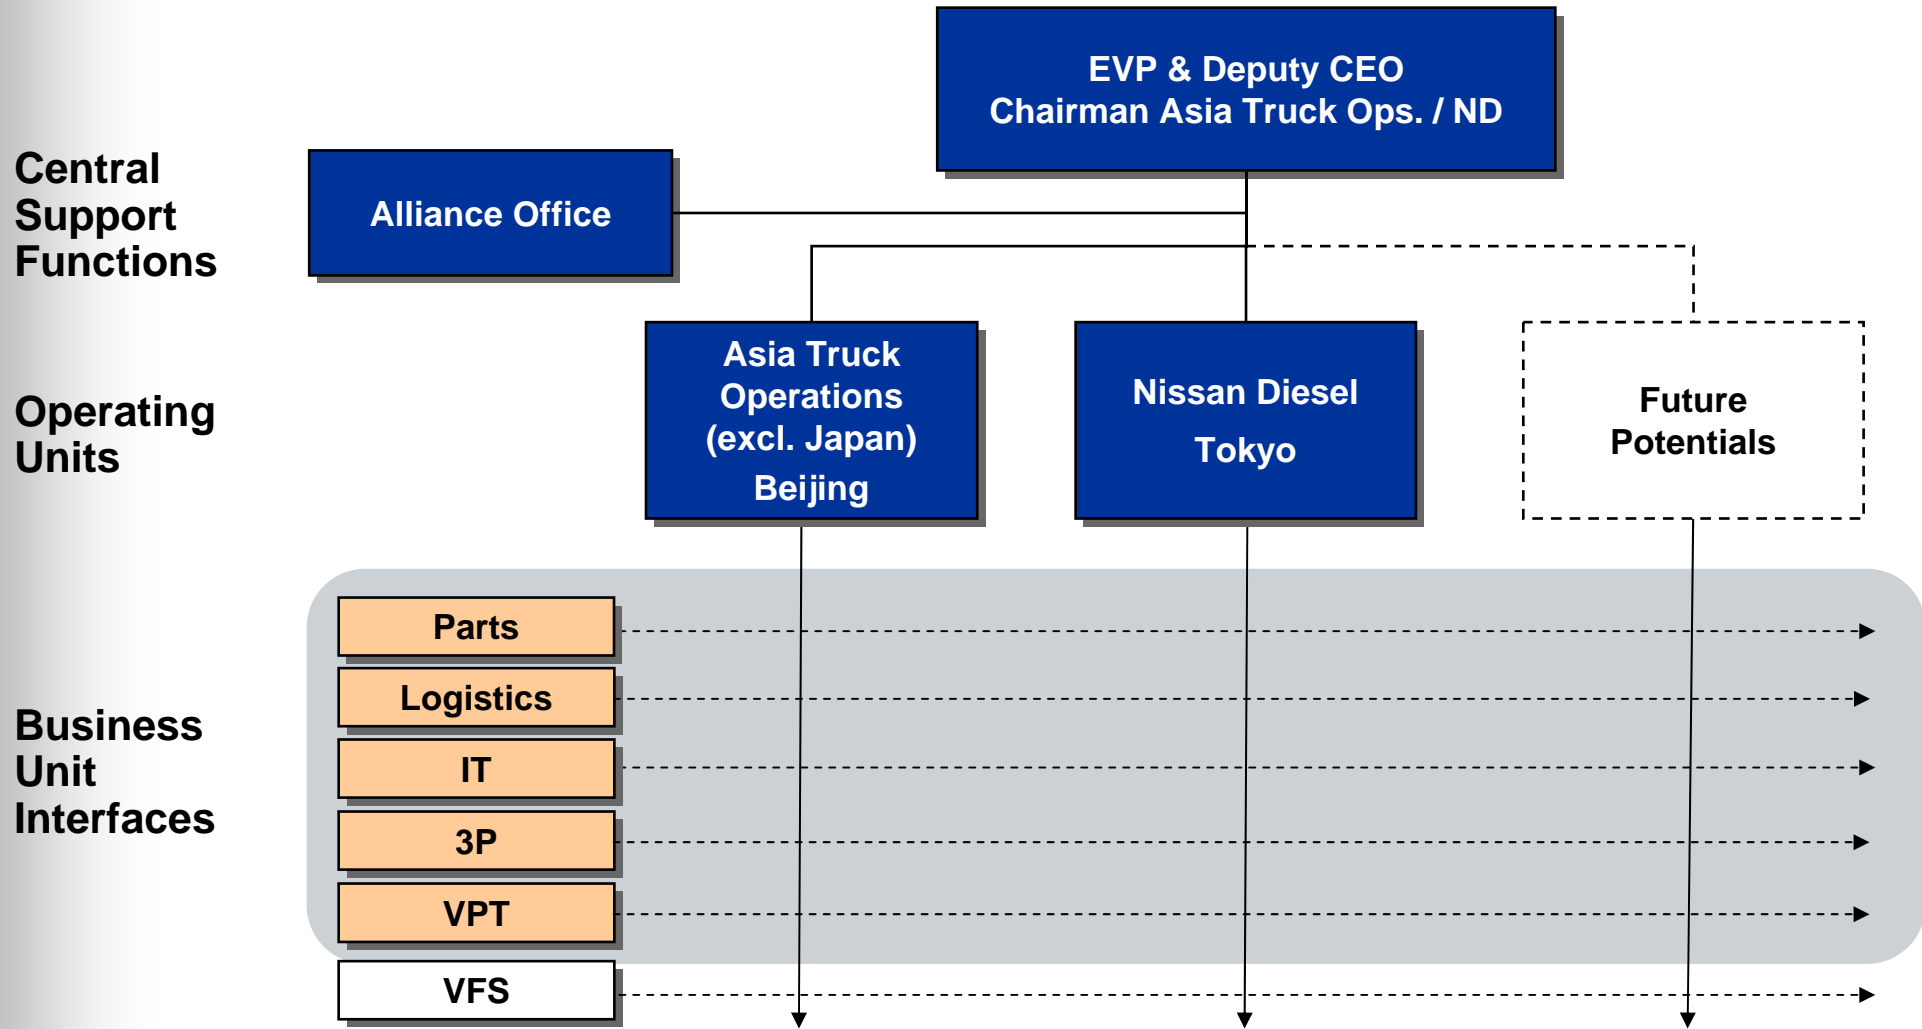 EVP & Deputy CEO
Chairman Asia Truck Ops. / ND
Central
Support
Functions
Alliance Office
Operating
Units
Asia Truck
Operations
(excl. Japan)
Beijing
Nissan Diesel
Tokyo
Future
Potentials
Business
Unit
Interfaces
Parts
Logistics
IT
3P
VPT
VFS